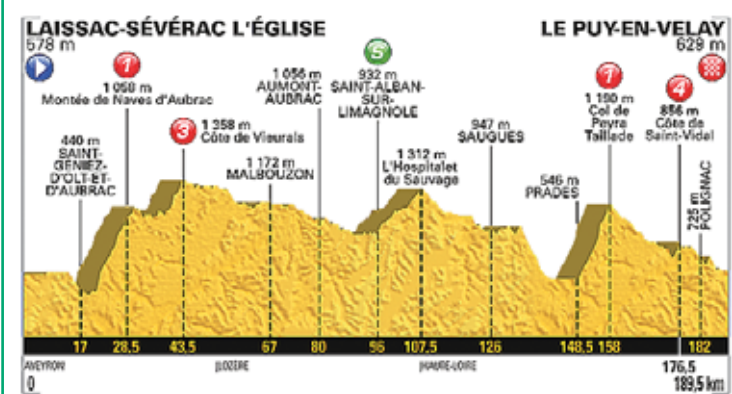 LAISSAC-SÉVÉRAC L'ÉGLISE
578 m
LE PUY-EN-VELAY
629 m
1
1 058 m
Montée de Naves d'Aubrac
440 m
SAINT-
GENIEZ-
D'OLT-ET-
D'AUBRAC
3
1 358 m
Côte de Vieurals
1 172 m
MALBOUZON
1 056 m
AUMONT-
AUBRAC
S
932 m
SAINT-ALBAN-
SUR-
LIMAGNOLE
1 312 m
L'Hospitalet
du Sauvage
947 m
SAUGUES
546 m
PRADES
1
1 190 m
Col de
Peyra
Taillade
4
856 m
Côte de
Saint-Vidal
725 m
POLIGNAC
17 28,5 43,5 67 80 96 107,5 126 148,5 158 182
AVEYRON LOZERE HAUTE-LOIRE 176,5
0 189,5 km